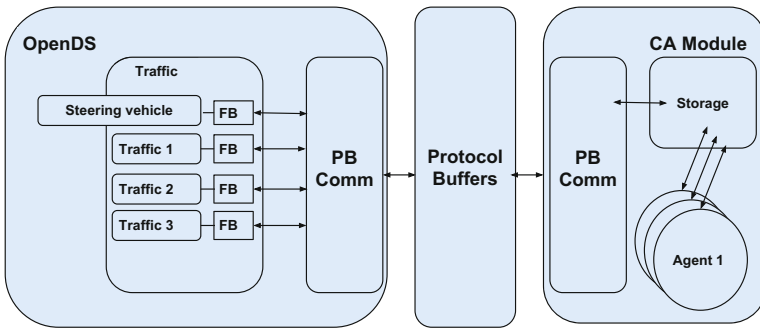 OpenDS
Traffic
Steering vehicle
FB
Traffic 1
FB
Traffic 2
FB
Traffic 3
FB
PB
Comm
Protocol
Buffers
CA Module
PB
Comm
Storage
Agent 1